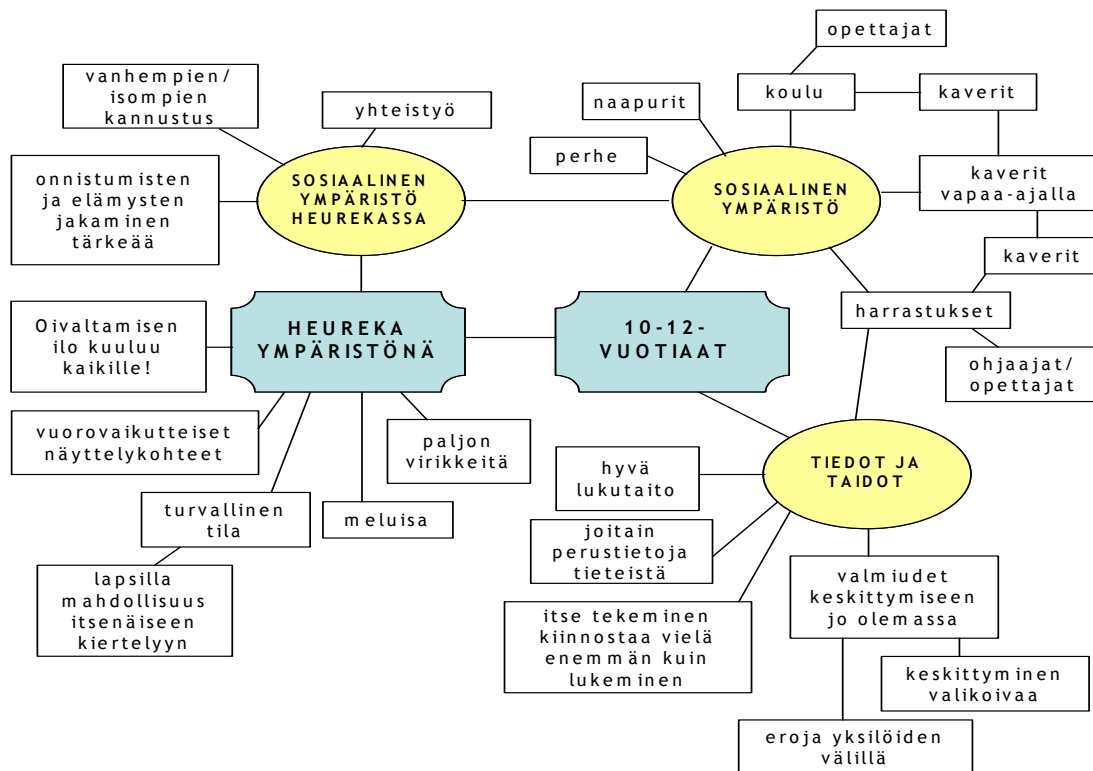 opettajat
vanhempien/
isompien
kannustus
yhteistyö
naapurit
koulu
kaverit
perhe
onnistumisten
ja elämysten
jakaminen
tärkeää
SOSIAALINEN
YMPÄRISTÖ
HEUREKASSA
SOSIAALINEN
YMPÄRISTÖ
kaverit
vapaa-ajalla
kaverit
harrastukset
ohjaajat/
opettajat
Oivaltamisen
ilo kuuluu
kaikille!
HEUREKA
YMPÄRISTÖNÄ
10-12-
VUOTIAAT
vuorovaikutteiset
näyttelykohteet
paljon
virikkeitä
turvallinen
tila
meluisa
lapsilla
mahdollisuus
itsenäiseen
kiertelyyn
TIEDOT JA
TAIDOT
hyvä
lukutaito
joitain
perustietoja
tieteistä
itse tekeminen
kiinnostaa vielä
enemmän kuin
lukeminen
valmiudet
keskittymiseen
jo olemassa
keskittyminen
valikoivaa
eroja yksilöiden
välillä